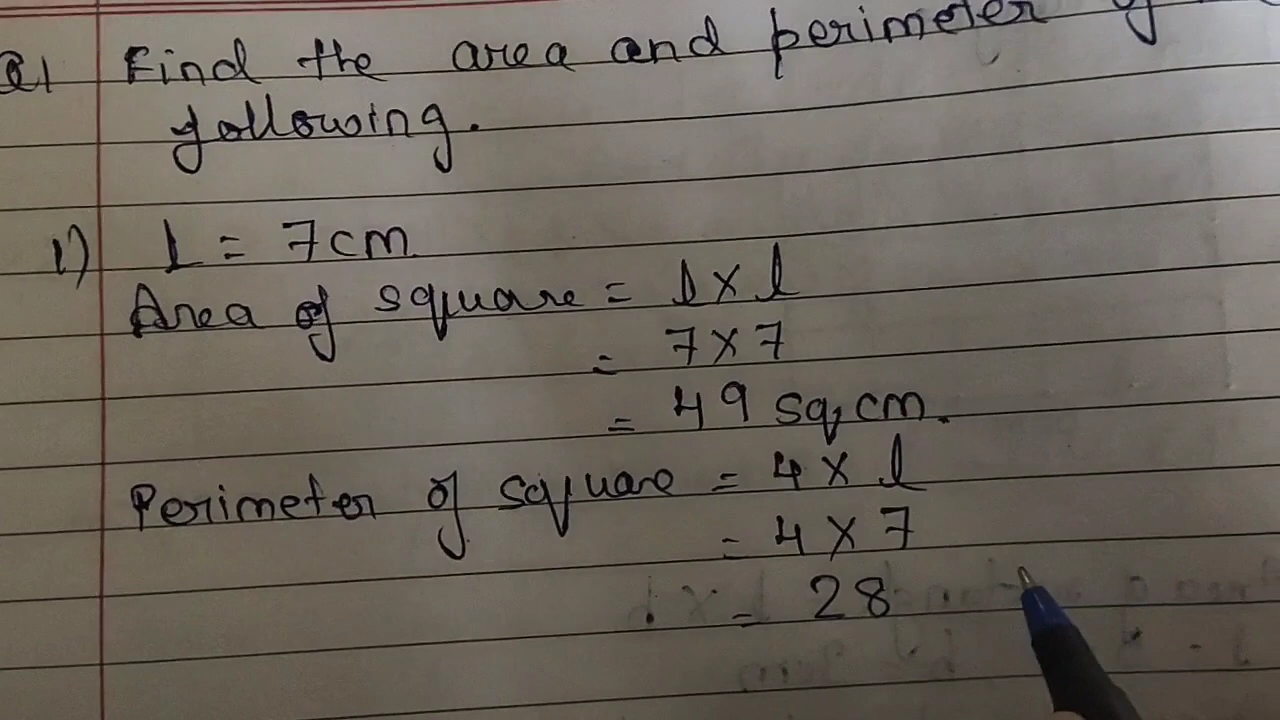 Q1 Find the area and perimeter of
following.
1) l = 7cm
Area of square = l x l
= 7 x 7
= 49 sq cm.
Perimeter of square = 4 x l
= 4 x 7
= 28